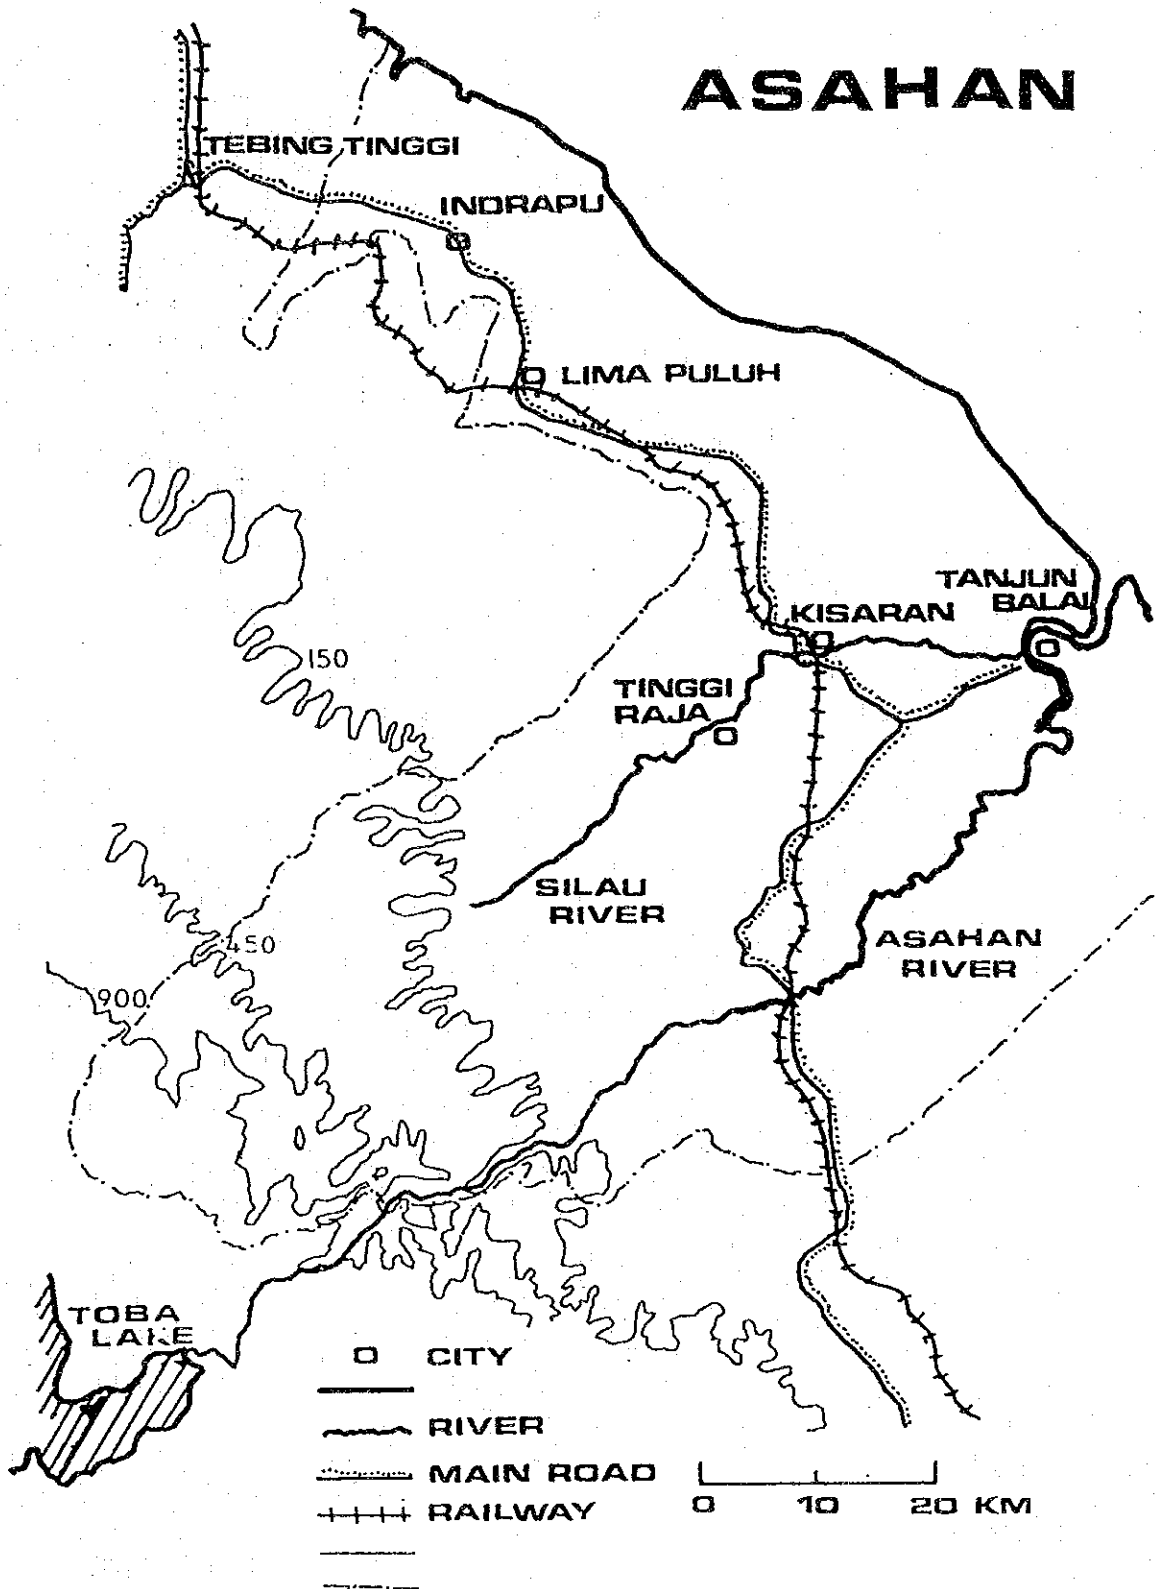 ASAHAN
TEBING TINGGI
INDRAPU
LIMA PULUH
TANJUN
BALAI
KISARAN
150
TINGGI
RAJA
SILAU
RIVER
450
ASAHAN
RIVER
900
TOBA
LAKE
CITY
RIVER
MAIN ROAD
RAILWAY
0 10 20 KM